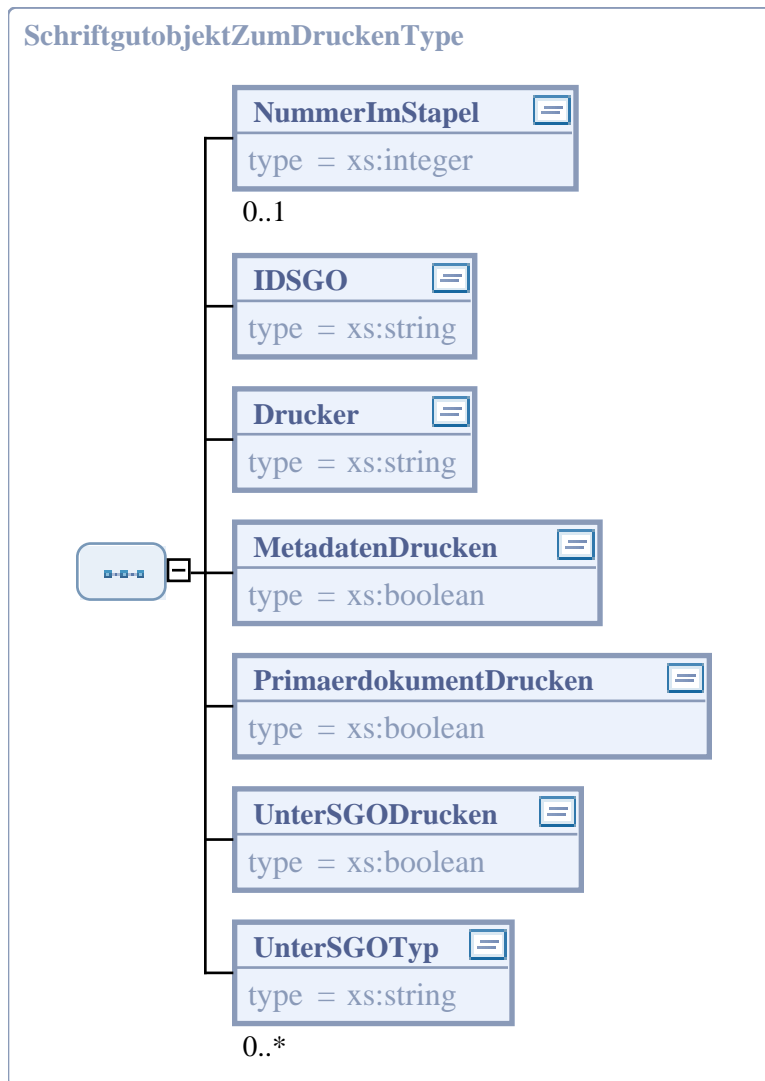 SchriftgutobjektZumDruckenType
NummerImStapel
type = xs:integer
0..1
IDSGO
type = xs:string
Drucker
type = xs:string
MetadatenDrucken
type = xs:boolean
PrimaerdokumentDrucken
type = xs:boolean
UnterSGODrucken
type = xs:boolean
UnterSGOTyp
type = xs:string
0..*